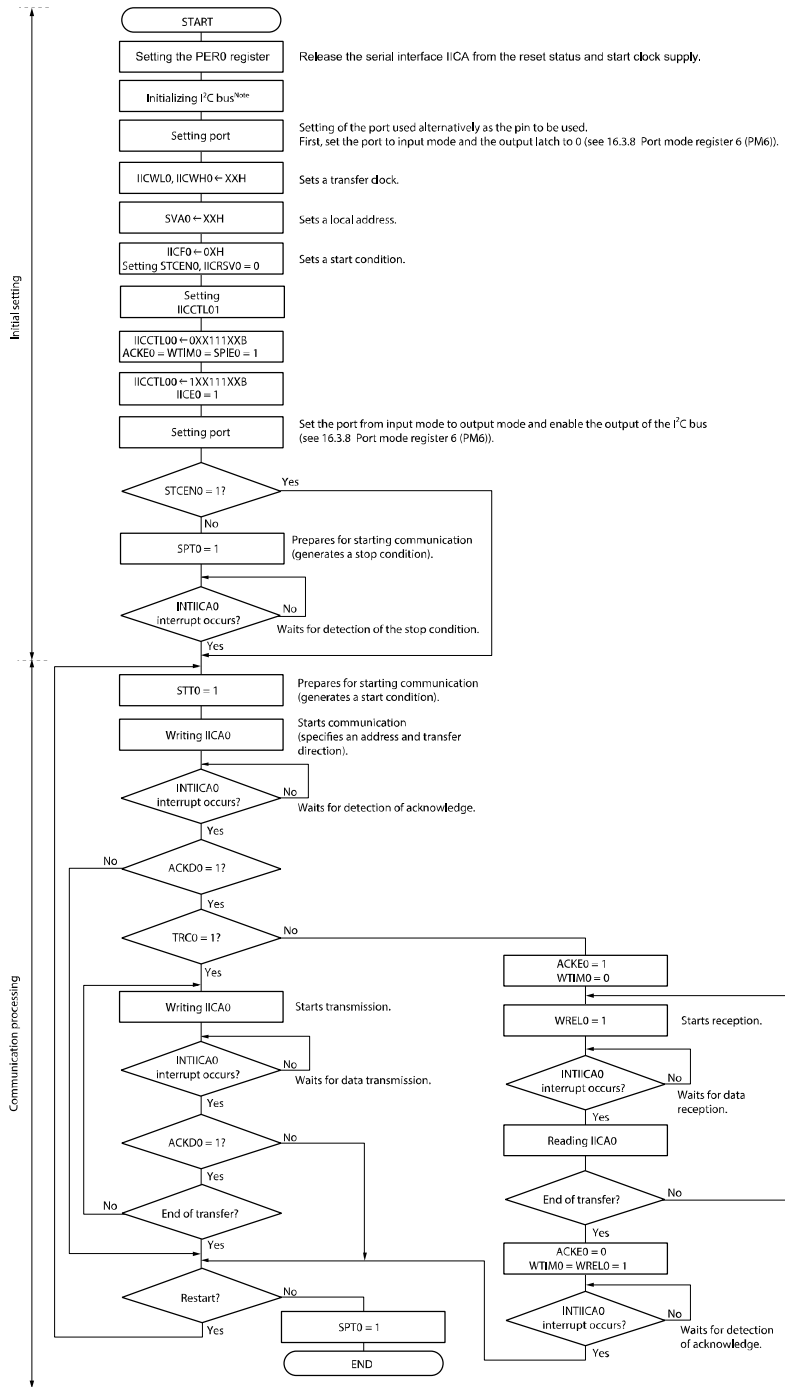 START
Setting the PER0 register
Release the serial interface IICA from the reset status and start clock supply.
Initializing I²C bus^Note
Setting port
Setting of the port used alternatively as the pin to be used.
First, set the port to input mode and the output latch to 0 (see 16.3.8 Port mode register 6 (PM6)).
IICWL0, IICWH0 ← XXH
Sets a transfer clock.
SVA0 ← XXH
Sets a local address.
IICF0 ← 0XH
Setting STCEN0, IICRSV0 = 0
Sets a start condition.
Setting
IICCTL01
IICCTL00 ← 0XX111XXB
ACKE0 = WTIM0 = SPIE0 = 1
IICCTL00 ← 1XX111XXB
IICE0 = 1
Setting port
Set the port from input mode to output mode and enable the output of the I²C bus
(see 16.3.8 Port mode register 6 (PM6)).
Initial setting
STCEN0 = 1?
Yes
No
SPT0 = 1
Prepares for starting communication
(generates a stop condition).
INTIICA0
interrupt occurs?
No
Waits for detection of the stop condition.
Yes
STT0 = 1
Prepares for starting communication
(generates a start condition).
Writing IICA0
Starts communication
(specifies an address and transfer
direction).
INTIICA0
interrupt occurs?
No
Waits for detection of acknowledge.
Yes
No
ACKD0 = 1?
Yes
TRC0 = 1?
No
Yes
Communication processing
Writing IICA0
Starts transmission.
INTIICA0
interrupt occurs?
No
Waits for data transmission.
Yes
ACKD0 = 1?
No
Yes
No
End of transfer?
Yes
Restart?
No
Yes
SPT0 = 1
END
ACKE0 = 1
WTIM0 = 0
WREL0 = 1
Starts reception.
INTIICA0
interrupt occurs?
No
Waits for data
reception.
Yes
Reading IICA0
End of transfer?
No
Yes
ACKE0 = 0
WTIM0 = WREL0 = 1
INTIICA0
interrupt occurs?
No
Waits for detection
of acknowledge.
Yes